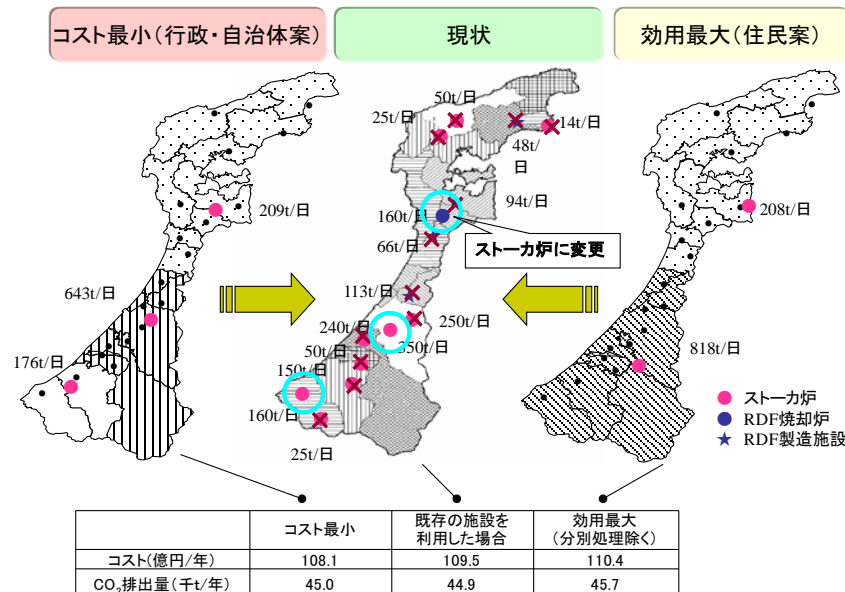 コスト最小(行政・自治体案)
現状
効用最大(住民案)
50t/日
25t/日
14t/日
48t/
日
94t/日
209t/日
160t/日
208t/日
ストーカ炉に変更
66t/日
643t/日
113t/日
250t/日
240t/日
350t/日
818t/日
50t/日
176t/日
150t/日
160t/日
25t/日
ストーカ炉
RDF焼却炉
RDF製造施設
コスト最小
既存の施設を
利用した場合
効用最大
(分別処理除く)
コスト(億円/年)
108.1
109.5
110.4
CO₂排出量(千t/年)
45.0
44.9
45.7